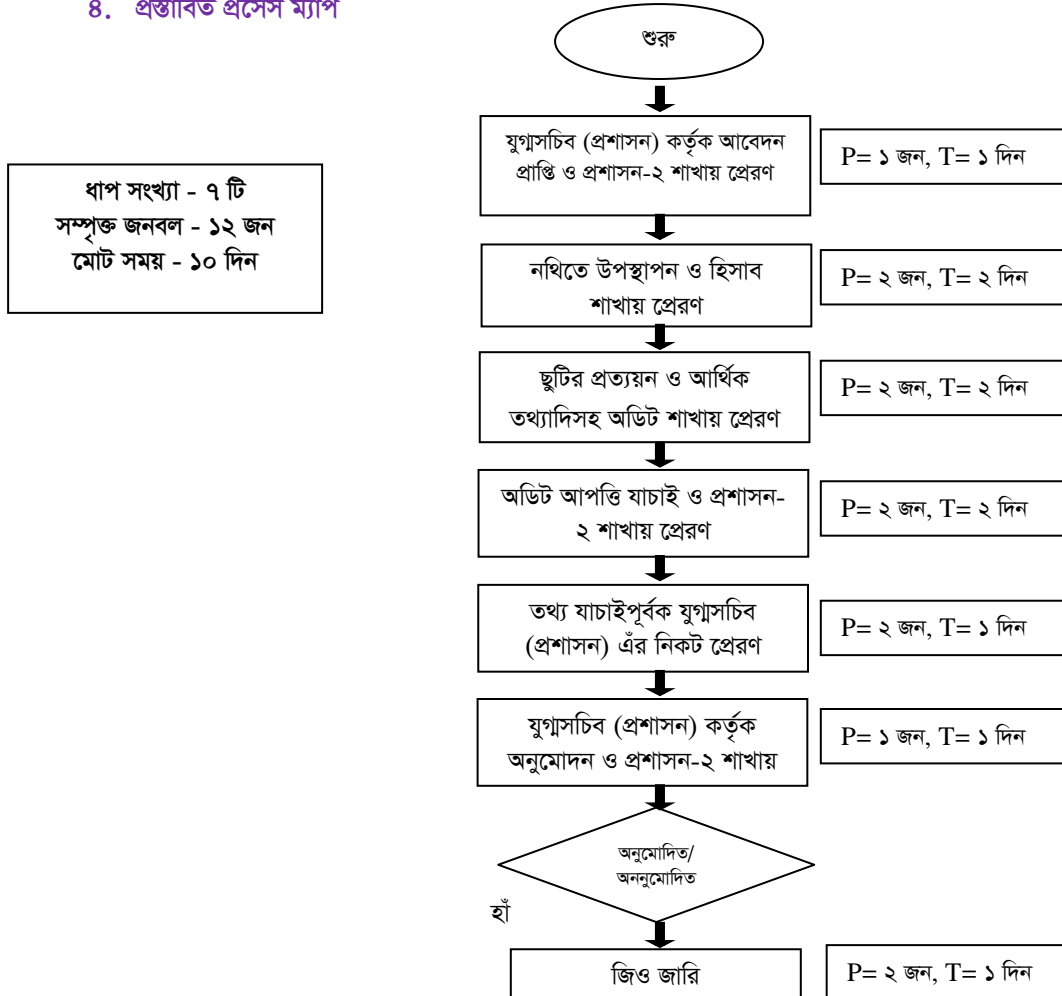 ৪. প্রস্তাবিত প্রসেস ম্যাপ
শুরু
যুগ্মসচিব (প্রশাসন) কর্তৃক আবেদন
প্রাপ্তি ও প্রশাসন-২ শাখায় প্রেরণ
P= ১ জন, T= ১ দিন
ধাপ সংখ্যা - ৭ টি
সম্পৃক্ত জনবল - ১২ জন
মোট সময় - ১০ দিন
নথিতে উপস্থাপন ও হিসাব
শাখায় প্রেরণ
P= ২ জন, T= ২ দিন
ছুটির প্রত্যয়ন ও আর্থিক
তথ্যাদিসহ অডিট শাখায় প্রেরণ
P= ২ জন, T= ২ দিন
অডিট আপত্তি যাচাই ও প্রশাসন-
২ শাখায় প্রেরণ
P= ২ জন, T= ২ দিন
তথ্য যাচাইপূর্বক যুগ্মসচিব
(প্রশাসন) এঁর নিকট প্রেরণ
P= ২ জন, T= ১ দিন
যুগ্মসচিব (প্রশাসন) কর্তৃক
অনুমোদন ও প্রশাসন-২ শাখায়
P= ১ জন, T= ১ দিন
অনুমোদিত/
অননুমোদিত
হাঁ
জিও জারি
P= ২ জন, T= ১ দিন